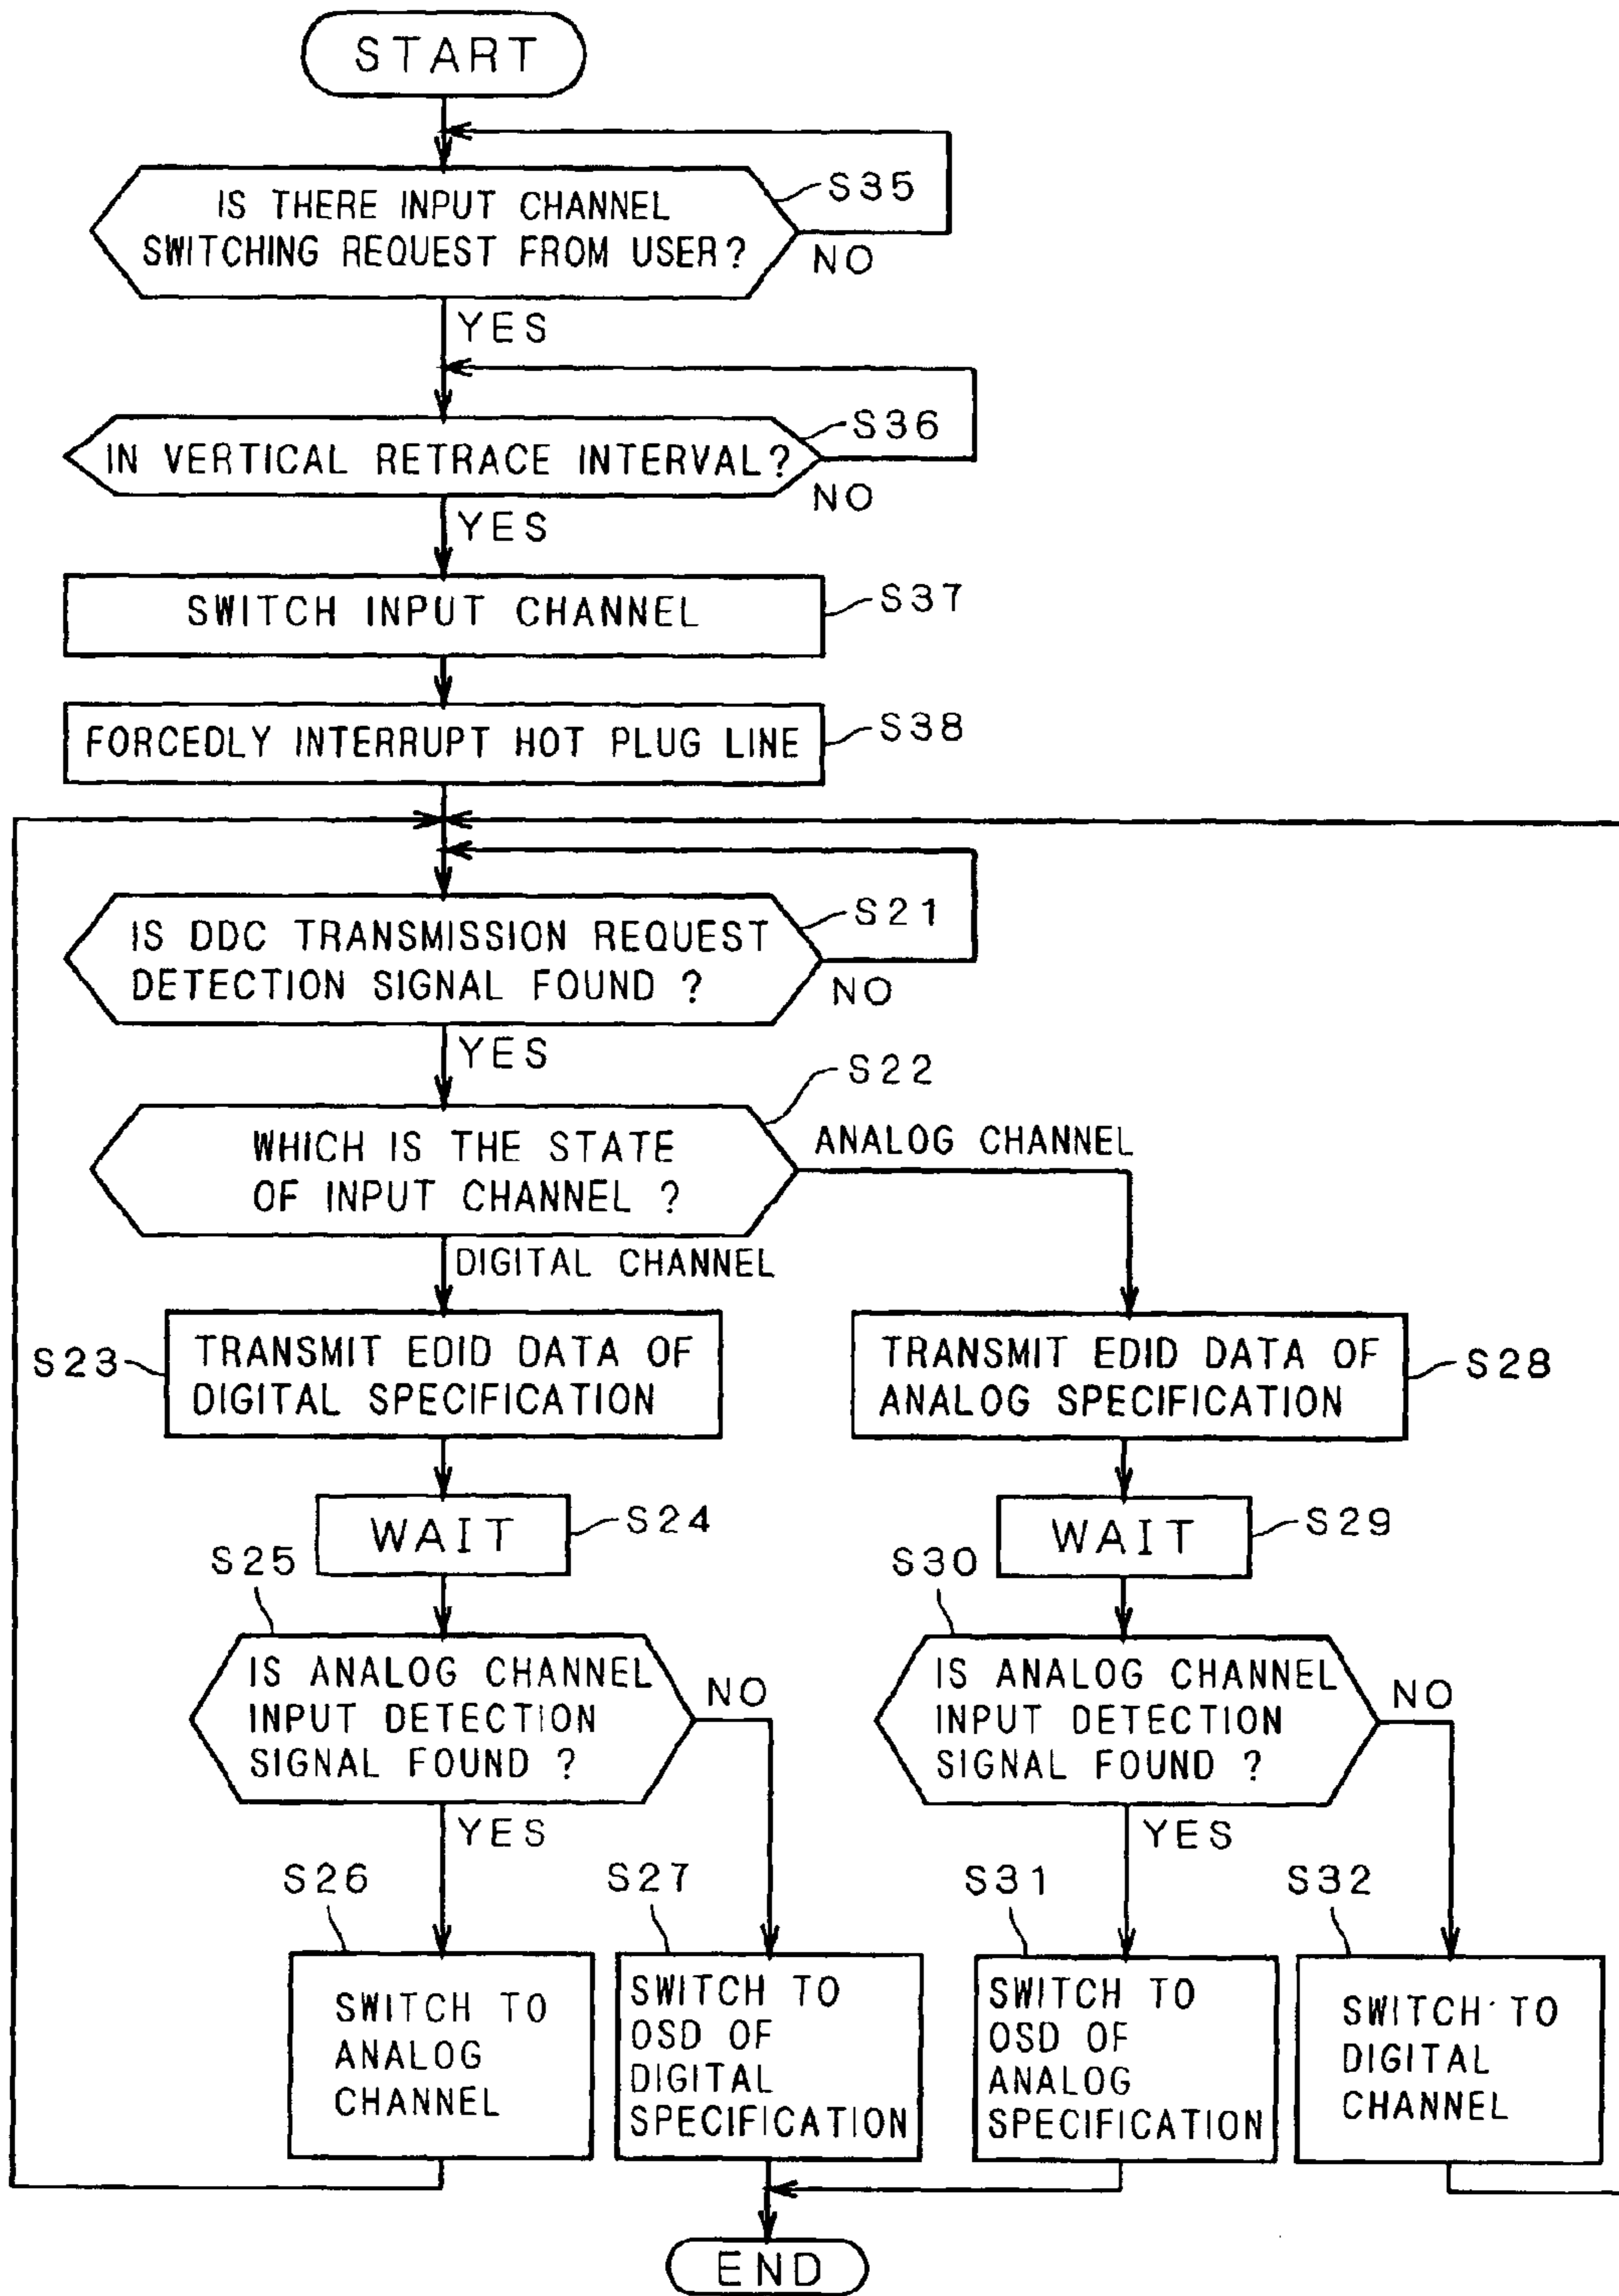 START
IS THERE INPUT CHANNEL
SWITCHING REQUEST FROM USER?
S35
NO
YES
IN VERTICAL RETRACE INTERVAL?
S36
NO
YES
SWITCH INPUT CHANNEL
S37
FORCEDLY INTERRUPT HOT PLUG LINE
S38
IS DDC TRANSMISSION REQUEST
DETECTION SIGNAL FOUND ?
S21
NO
YES
S22
WHICH IS THE STATE
OF INPUT CHANNEL ?
ANALOG CHANNEL
DIGITAL CHANNEL
S23
TRANSMIT EDID DATA OF
DIGITAL SPECIFICATION
TRANSMIT EDID DATA OF
ANALOG SPECIFICATION
S28
WAIT
S24
WAIT
S29
S25
IS ANALOG CHANNEL
INPUT DETECTION
SIGNAL FOUND ?
NO
YES
S30
IS ANALOG CHANNEL
INPUT DETECTION
SIGNAL FOUND ?
NO
YES
S26
SWITCH TO
ANALOG
CHANNEL
S27
SWITCH TO
OSD OF
DIGITAL
SPECIFICATION
S31
SWITCH TO
OSD OF
ANALOG
SPECIFICATION
S32
SWITCH TO
DIGITAL
CHANNEL
END